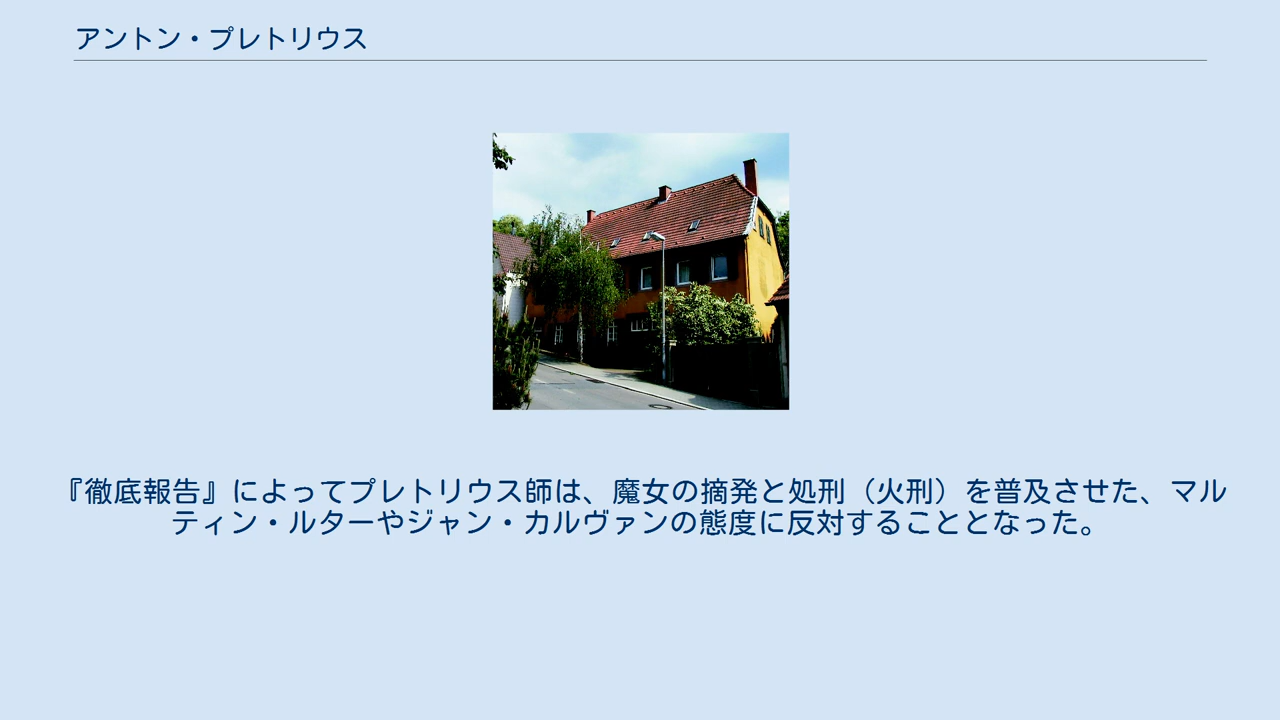 アントン・プレトリウス
『徹底報告』によってプレトリウス師は、魔女の摘発と処刑（火刑）を普及させた、マル
ティン・ルターやジャン・カルヴァンの態度に反対することとなった。